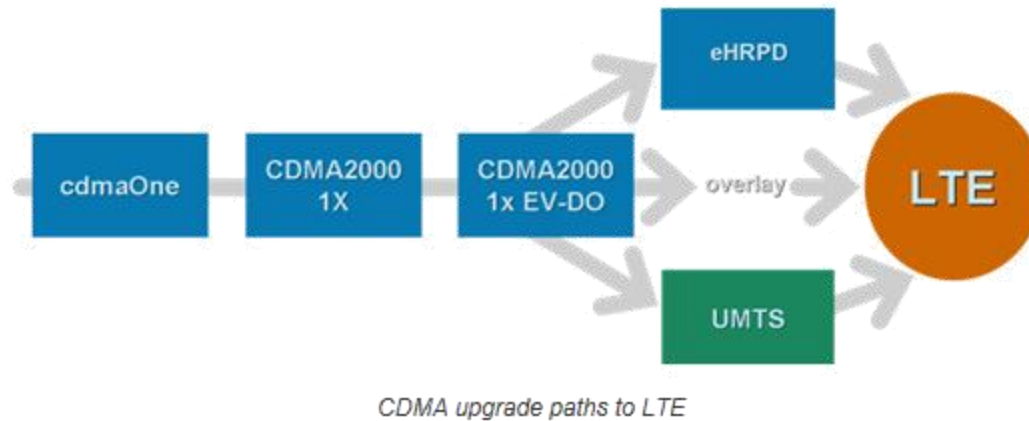 eHRPD
cdmaOne
CDMA2000
1X
CDMA2000
1x EV-DO
overlay
LTE
UMTS
CDMA upgrade paths to LTE